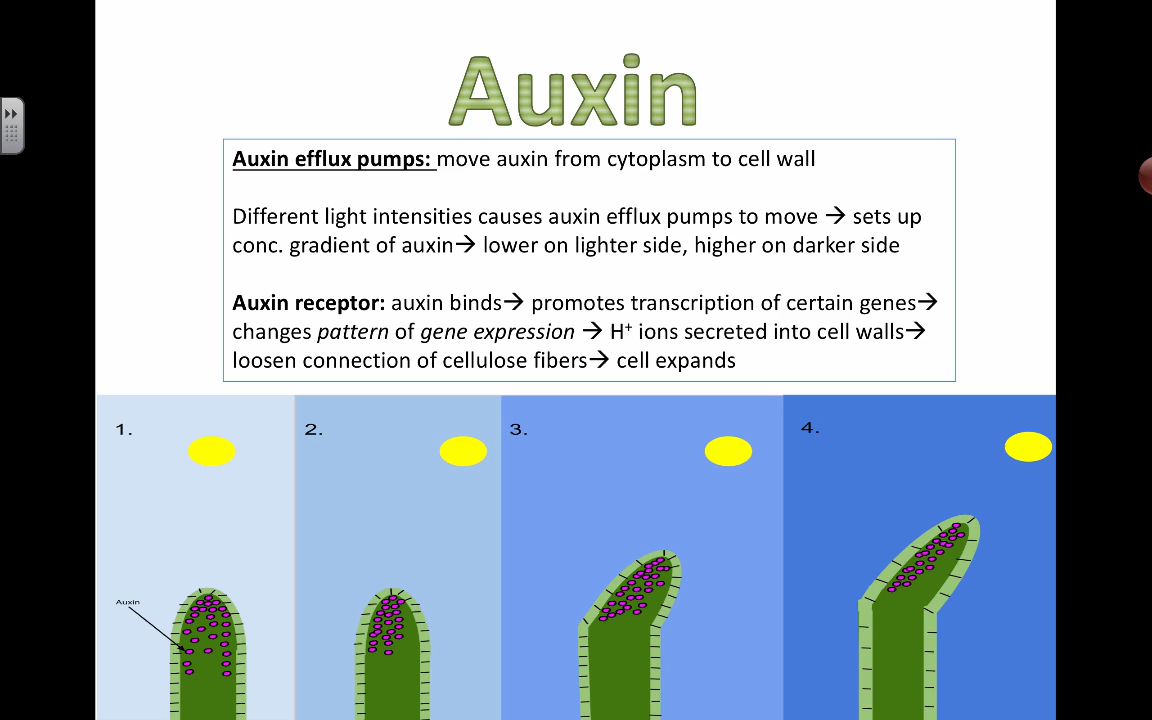 Auxin
Auxin efflux pumps: move auxin from cytoplasm to cell wall
Different light intensities causes auxin efflux pumps to move → sets up
conc. gradient of auxin→ lower on lighter side, higher on darker side
Auxin receptor: auxin binds→ promotes transcription of certain genes→
changes pattern of gene expression → H⁺ ions secreted into cell walls→
loosen connection of cellulose fibers→ cell expands
1.
2.
3.
4.
Auxin